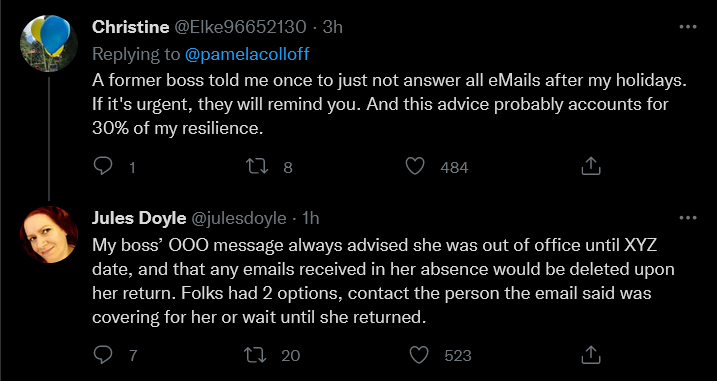 Christine @Elke96652130 · 3h
Replying to @pamelacolloff
A former boss told me once to just not answer all eMails after my holidays.
If it's urgent, they will remind you. And this advice probably accounts for
30% of my resilience.
1 8 484
Jules Doyle @julesdoyle · 1h
My boss’ OOO message always advised she was out of office until XYZ
date, and that any emails received in her absence would be deleted upon
her return. Folks had 2 options, contact the person the email said was
covering for her or wait until she returned.
7 20 523